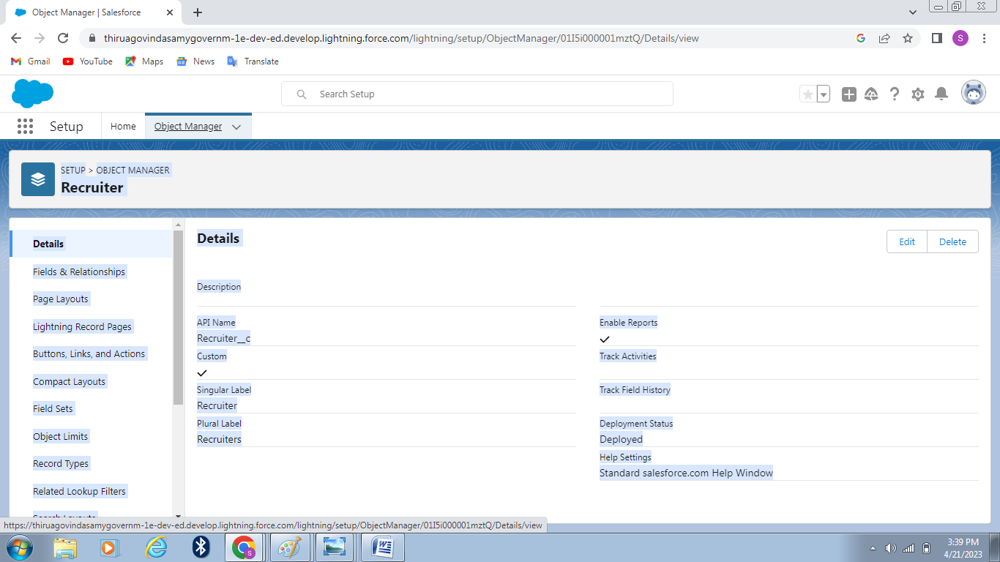 Object Manager | Salesforce
thiruagovindasamygovernm-1e-dev-ed.develop.lightning.force.com/lightning/setup/ObjectManager/01I5i000001mztQ/Details/view
S
Gmail YouTube Maps News Translate
Search Setup
Setup Home Object Manager
SETUP > OBJECT MANAGER
Recruiter
Details
Fields & Relationships
Page Layouts
Lightning Record Pages
Buttons, Links, and Actions
Compact Layouts
Field Sets
Object Limits
Record Types
Related Lookup Filters
Search Layouts
Details
Edit Delete
Description
API Name
Recruiter__c
Custom
Singular Label
Recruiter
Plural Label
Recruiters
Enable Reports
Track Activities
Track Field History
Deployment Status
Deployed
Help Settings
Standard salesforce.com Help Window
https://thiruagovindasamygovernm-1e-dev-ed.develop.lightning.force.com/lightning/setup/ObjectManager/01I5i000001mztQ/Details/view
3:39 PM
4/21/2023